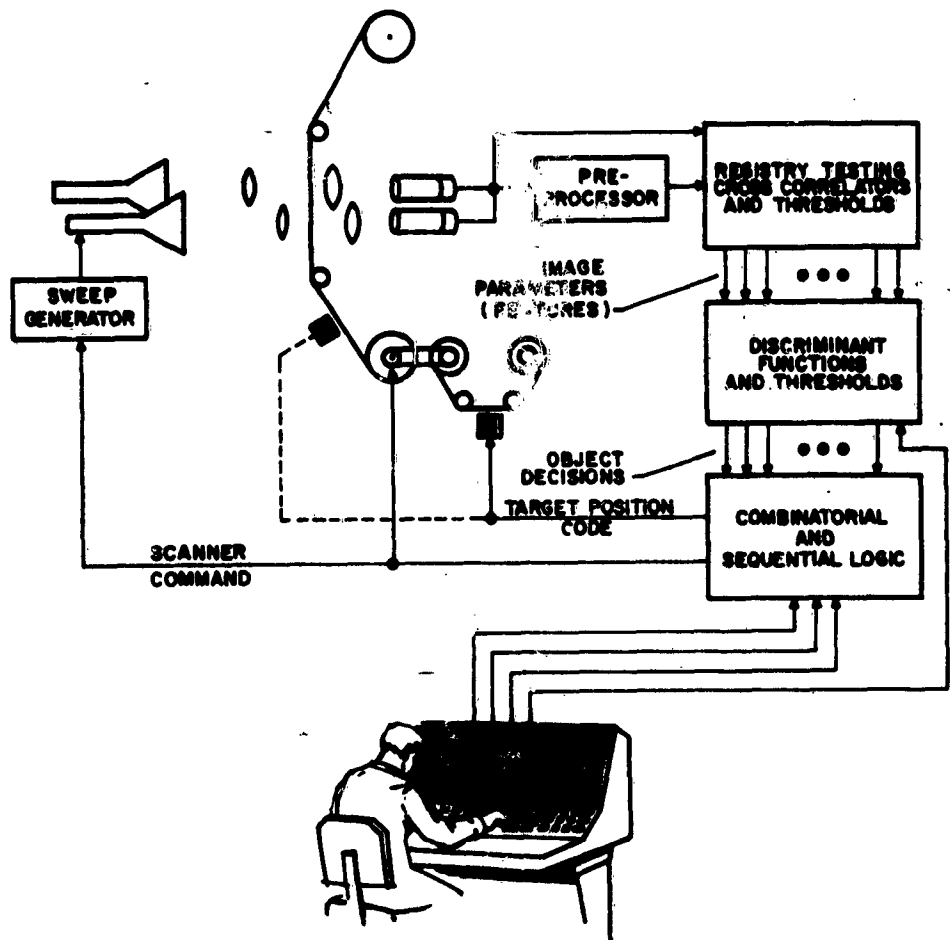 REGISTRY TESTING
CROSS CORRELATORS
AND THRESHOLDS
PRE-
PROCESSOR
IMAGE
PARAMETERS
SWEEP
GENERATOR
DISCRIMINANT
FUNCTIONS
AND THRESHOLDS
OBJECT
DECISIONS
TARGET POSITION
CODE
COMBINATORIAL
AND
SEQUENTIAL LOGIC
SCANNER
COMMAND